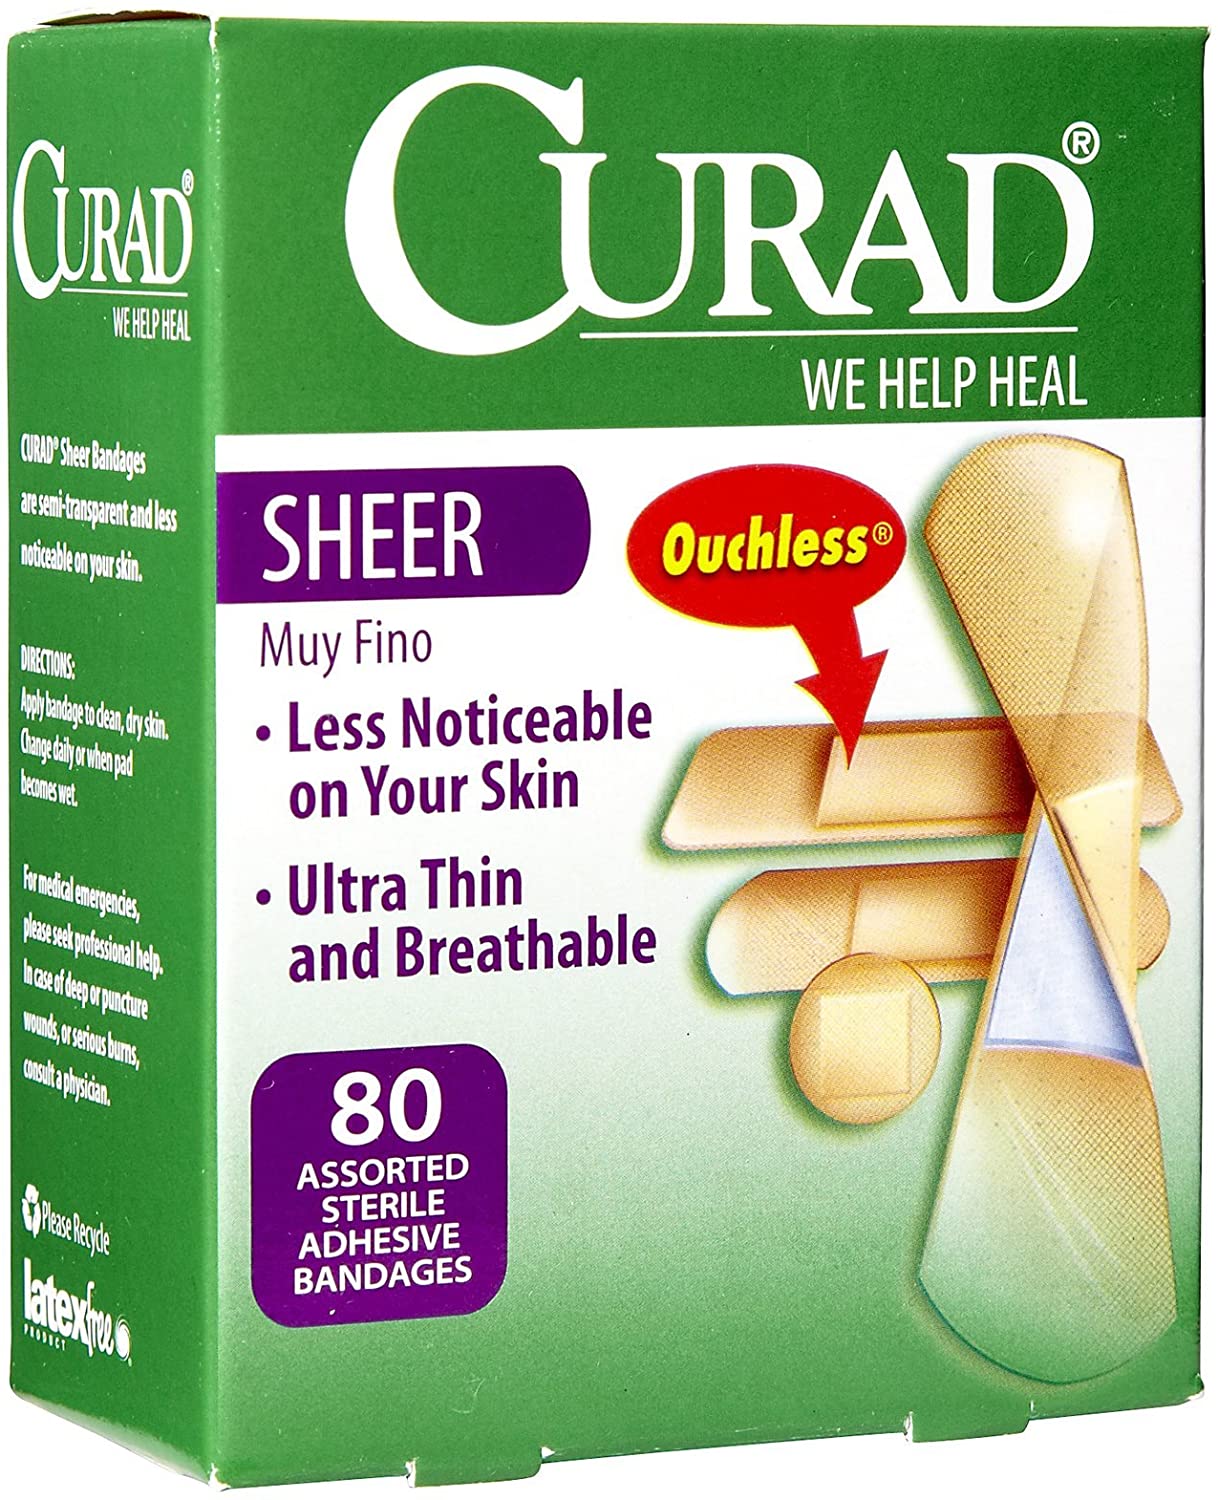 CURAD®
WE HELP HEAL
CURAD® Sheer Bandages
are semi-transparent and less
noticeable on your skin.
DIRECTIONS:
Apply bandage to clean, dry skin.
Change daily or when pad
becomes wet.
For medical emergencies,
please seek professional help.
In case of deep or puncture
wounds, or serious burns,
consult a physician.
Please Recycle
latexfree
PRODUCT
CURAD®
WE HELP HEAL
SHEER
Muy Fino
Ouchless®
• Less Noticeable
on Your Skin
• Ultra Thin
and Breathable
80
ASSORTED
STERILE
ADHESIVE
BANDAGES